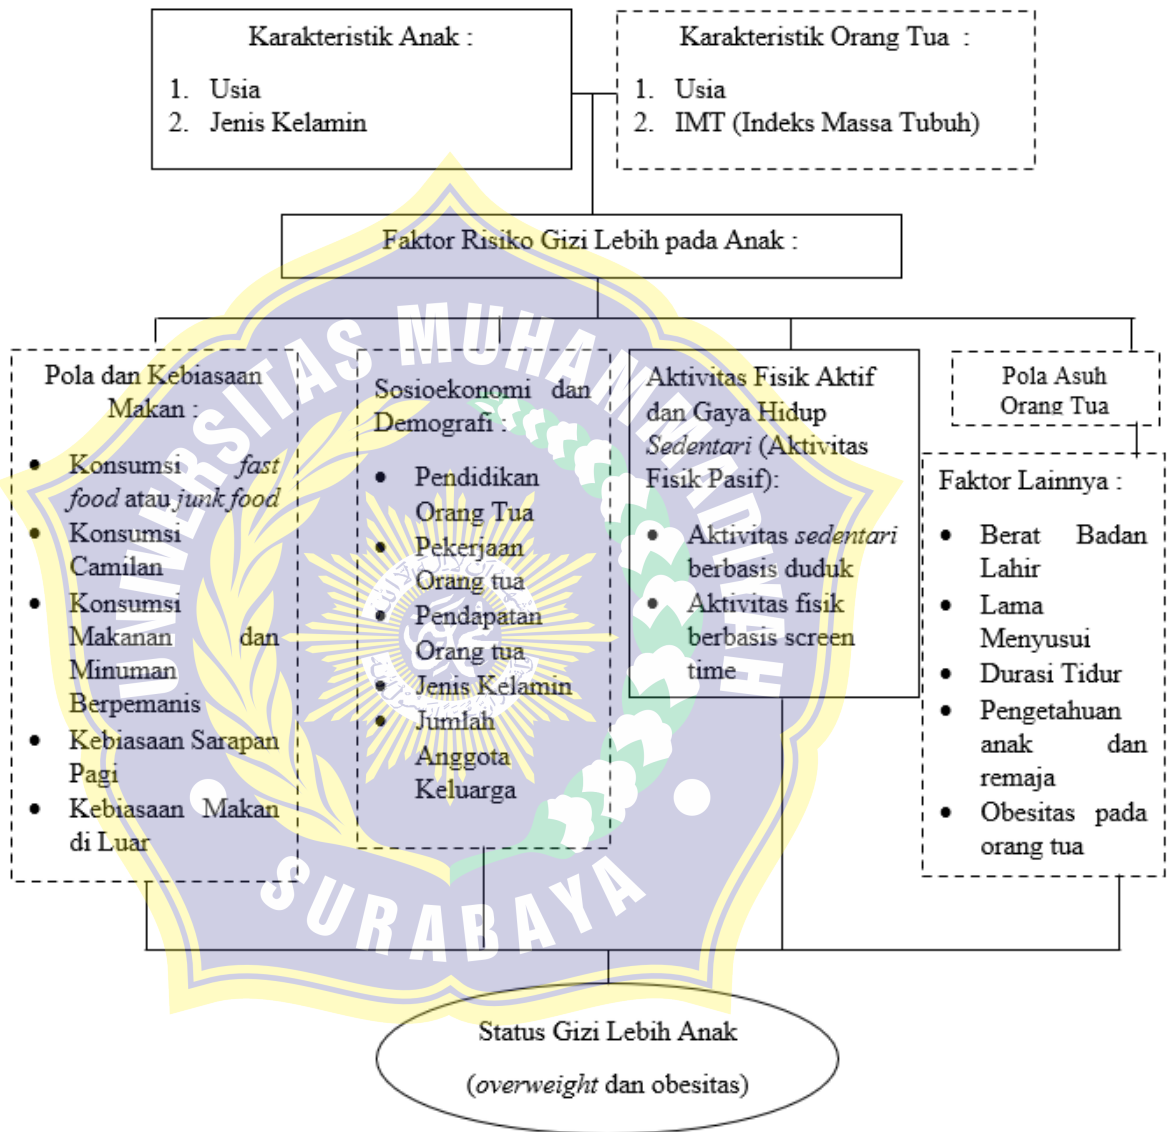 Karakteristik Anak :
1. Usia
2. Jenis Kelamin
Karakteristik Orang Tua :
1. Usia
2. IMT (Indeks Massa Tubuh)
Faktor Risiko Gizi Lebih pada Anak :
Pola dan Kebiasaan
Makan :
• Konsumsi fast
food atau junk food
• Konsumsi
Camilan
• Konsumsi
Makanan dan
Minuman
Berpemanis
• Kebiasaan Sarapan
Pagi
• Kebiasaan Makan
di Luar
Sosioekonomi dan
Demografi :
• Pendidikan
Orang Tua
• Pekerjaan
Orang tua
• Pendapatan
Orang tua
• Jenis Kelamin
• Jumlah
Anggota
Keluarga
Aktivitas Fisik Aktif
dan Gaya Hidup
Sedentari (Aktivitas
Fisik Pasif):
• Aktivitas sedentari
berbasis duduk
• Aktivitas fisik
berbasis screen
time
Pola Asuh
Orang Tua
Faktor Lainnya :
• Berat Badan
Lahir
• Lama
Menyusui
• Durasi Tidur
• Pengetahuan
anak dan
remaja
• Obesitas pada
orang tua
Status Gizi Lebih Anak
(overweight dan obesitas)
UNIVERSITAS MUHAMMADIYAH
SURABAYA